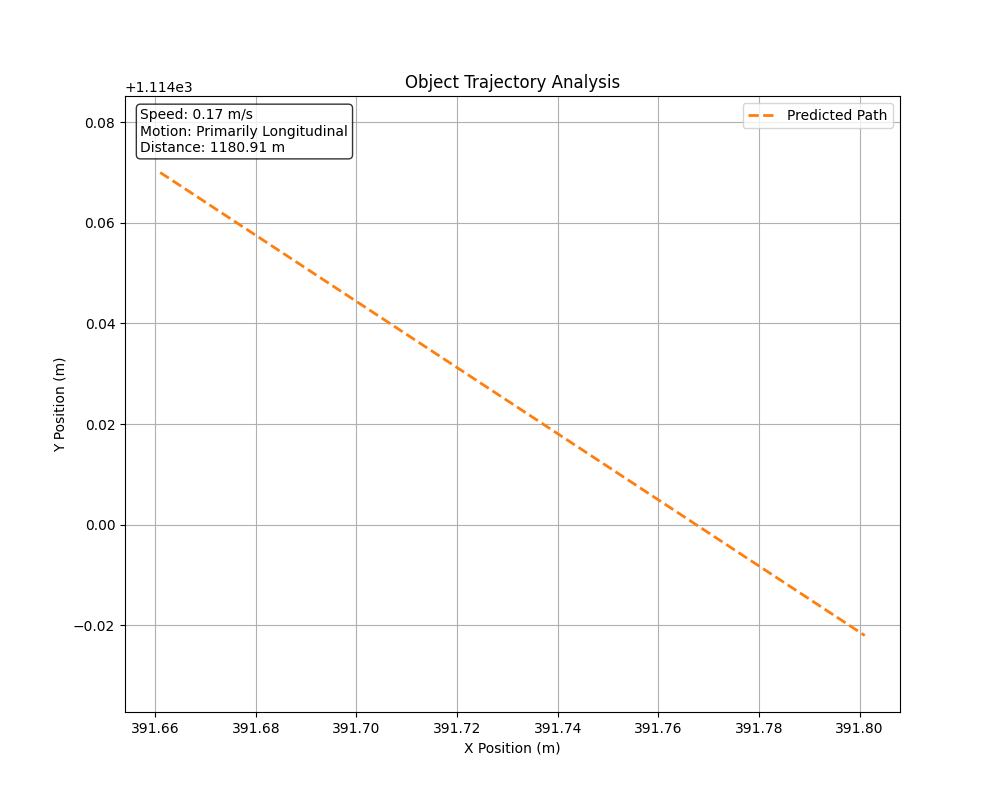 Object Trajectory Analysis
+1.114e3
Speed: 0.17 m/s
Motion: Primarily Longitudinal
Distance: 1180.91 m
Predicted Path
0.08
0.06
0.04
0.02
0.00
−0.02
Y Position (m)
391.66 391.68 391.70 391.72 391.74 391.76 391.78 391.80
X Position (m)